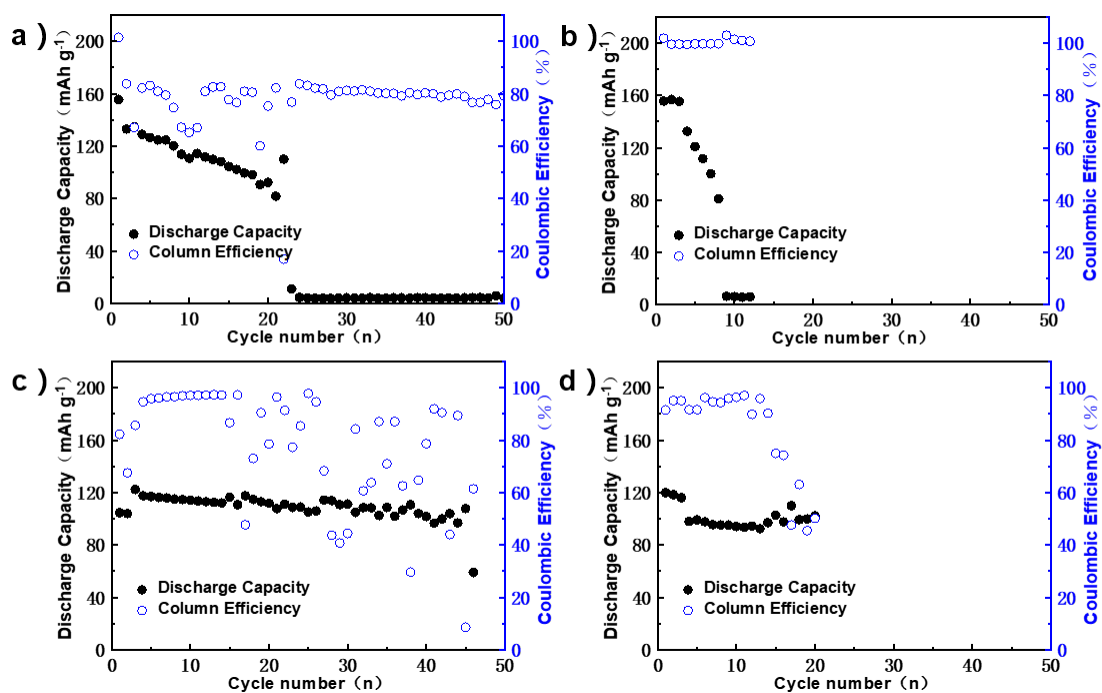 a )
200
160
120
80
40
0
Discharge Capacity（mAh g-1）
100
80
60
40
20
0
Coulombic Efficiency（%）
Discharge Capacity
Column Efficiency
0 10 20 30 40 50
Cycle number（n）
b )
200
160
120
80
40
0
Discharge Capacity（mAh g-1）
100
80
60
40
20
0
Coulombic Efficiency（%）
Discharge Capacity
Column Efficiency
0 10 20 30 40 50
Cycle number（n）
c )
200
160
120
80
40
0
Discharge Capacity（mAh g-1）
100
80
60
40
20
0
Coulombic Efficiency（%）
Discharge Capacity
Column Efficiency
0 10 20 30 40 50
Cycle number（n）
d )
200
160
120
80
40
0
Discharge Capacity（mAh g-1）
100
80
60
40
20
0
Coulombic Efficiency（%）
Discharge Capacity
Column Efficiency
0 10 20 30 40 50
Cycle number（n）